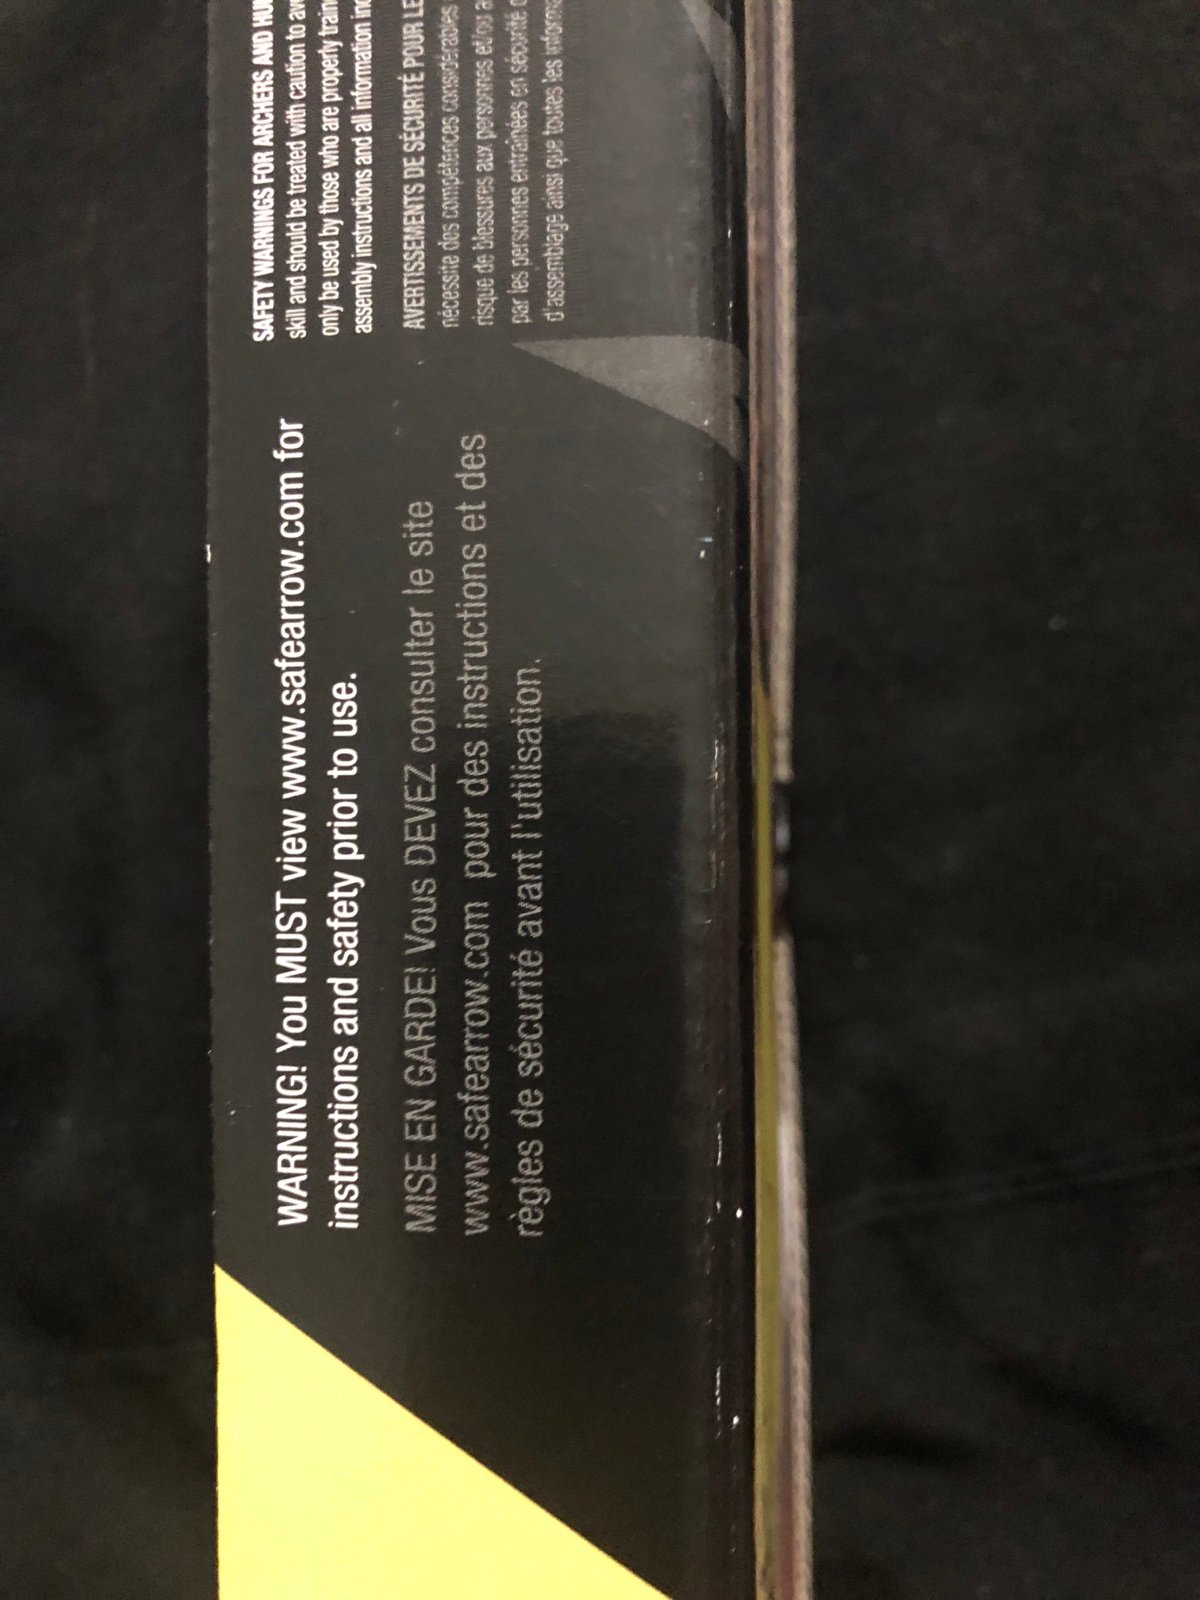 WARNING! You MUST view www.safearrow.com for
instructions and safety prior to use.
MISE EN GARDE! Vous DEVEZ consulter le site
www.safearrow.com pour des instructions et des
règles de sécurité avant l'utilisation.
SAFETY WARNINGS FOR ARCHERS AND
skill and should be treated with caution to
only be used by those who are properly
assembly instructions and all information
AVERTISSEMENTS DE SÉCURITÉ POUR
nécessite des compétences considérables
risque de blessures aux personnes et/ou
par les personnes entraînées en sécurité
d'assemblage ainsi que toutes les